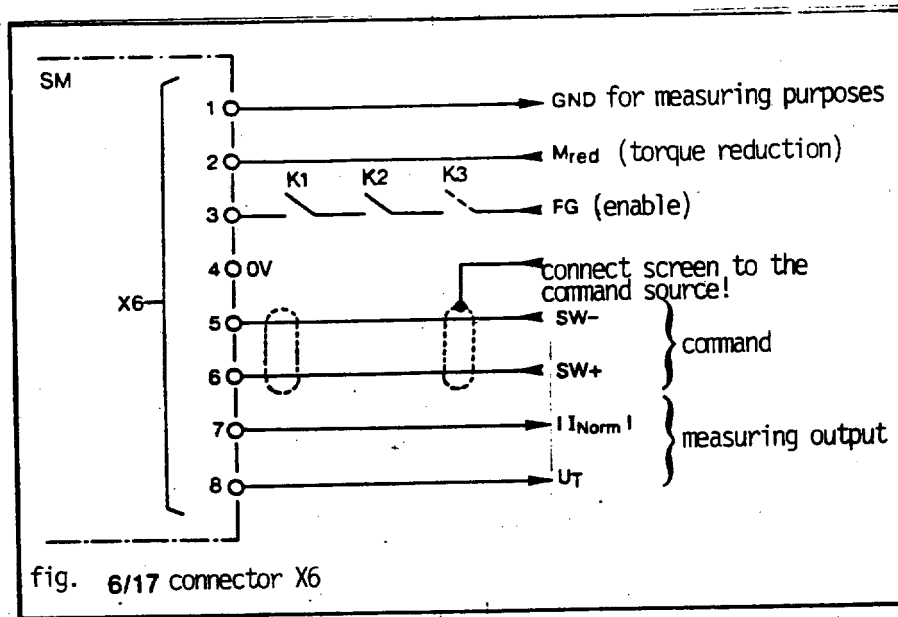 SM
1 GND for measuring purposes
2 Mred (torque reduction)
K1 K2 K3
3 FG (enable)
4 0V
connect screen to the
command source!
X6
5 SW-
command
6 SW+
7 | INorm |
measuring output
8 UT
fig. 6/17 connector X6